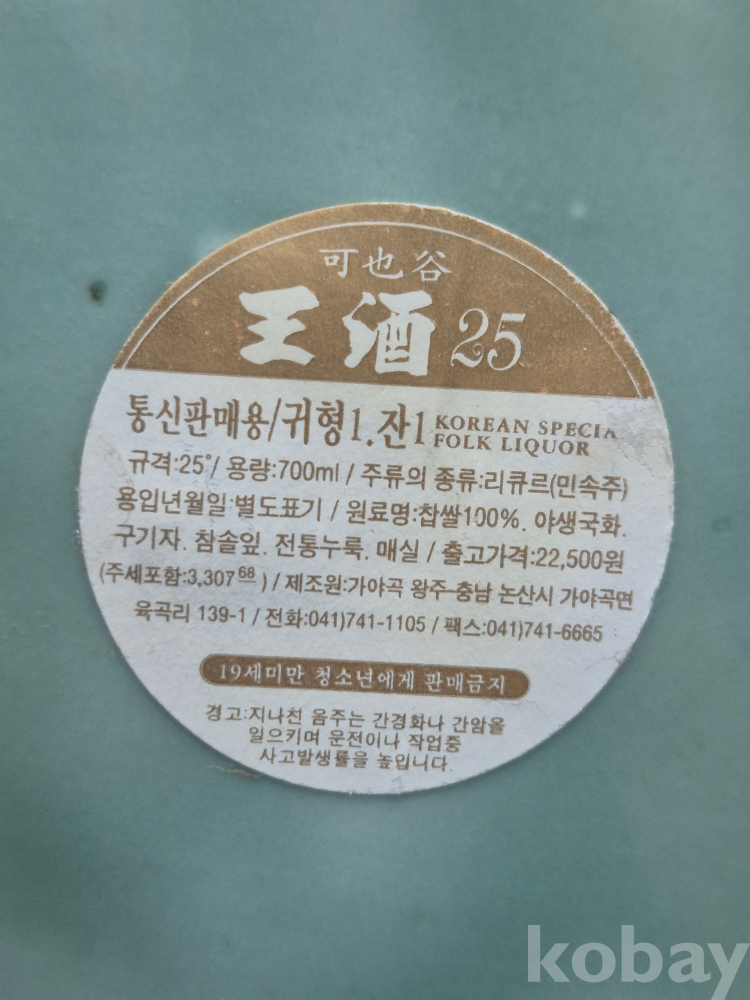 可也谷
王酒 25
통신판매용/귀형1.잔1 KOREAN SPECIA
FOLK LIQUOR
규격:25°/ 용량:700ml / 주류의 종류:리큐르(민속주)
용입년월일:별도표기 / 원료명:찹쌀100%. 야생국화.
구기자. 참솔잎. 전통누룩. 매실 / 출고가격:22,500원
(주세포함:3,307 68 ) / 제조원:가야곡 왕주-충남 논산시 가야곡면
육곡리 139-1 / 전화:041)741-1105 / 팩스:041)741-6665
19세미만 청소년에게 판매금지
경고:지나친 음주는 간경화나 간암을
일으키며 운전이나 작업중
사고발생률을 높입니다.
kobay